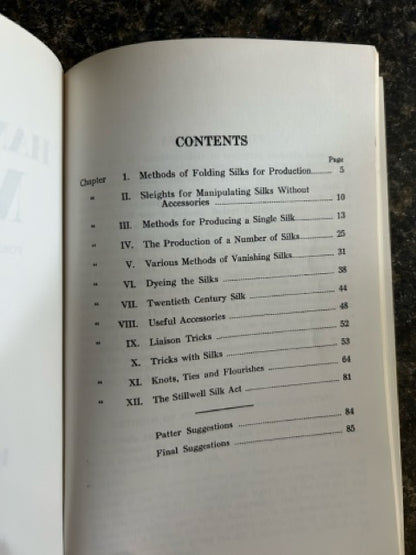 CONTENTS
Page
Chapter I. Methods of Folding Silks for Production 5
" II. Sleights for Manipulating Silks Without
Accessories 10
" III. Methods for Producing a Single Silk 13
" IV. The Production of a Number of Silks 25
" V. Various Methods of Vanishing Silks 31
" VI. Dyeing the Silks 38
" VII. Twentieth Century Silk 44
" VIII. Useful Accessories 48
" IX. Liaison Tricks 52
X. Tricks with Silks 53
" XI. Knots, Ties and Flourishes 64
" XII. The Stillwell Silk Act 81
Patter Suggestions 84
Final Suggestions 85